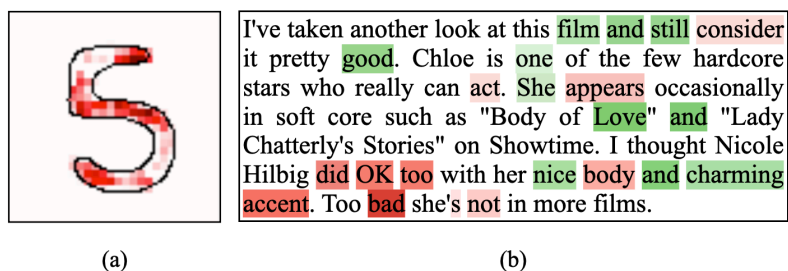 5
I've taken another look at this film and still consider
it pretty good. Chloe is one of the few hardcore
stars who really can act. She appears occasionally
in soft core such as "Body of Love" and "Lady
Chatterly's Stories" on Showtime. I thought Nicole
Hilbig did OK too with her nice body and charming
accent. Too bad she's not in more films.
(a)
(b)